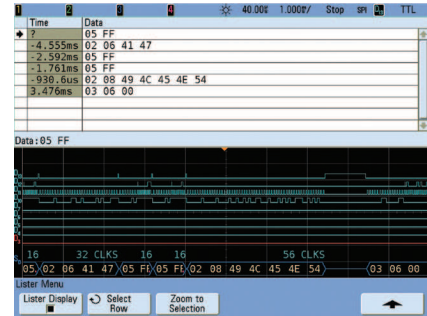 1 2 3 4 40.00% 1.000%/ Stop SPI TTL
Time Data
? 05 FF
-4.555ms 02 06 41 47
-2.592ms 05 FF
-1.761ms 05 FF
-930.6us 02 08 49 4C 45 4E 54
3.476ms 03 06 00
Data:05 FF
16 32 CLKS 16 16 56 CLKS
05 02 06 41 47 05 FF 05 FF 02 08 49 4C 45 4E 54 03 06 00
Lister Menu
Lister Display Select Row Zoom to Selection